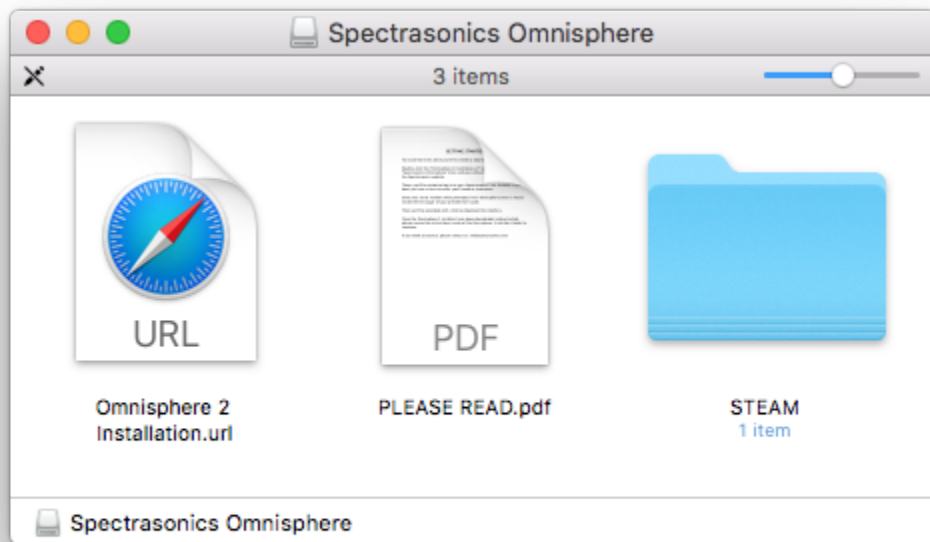 Spectrasonics Omnisphere
3 items
URL
PDF
Omnisphere 2
Installation.url
PLEASE READ.pdf
STEAM
1 item
Spectrasonics Omnisphere